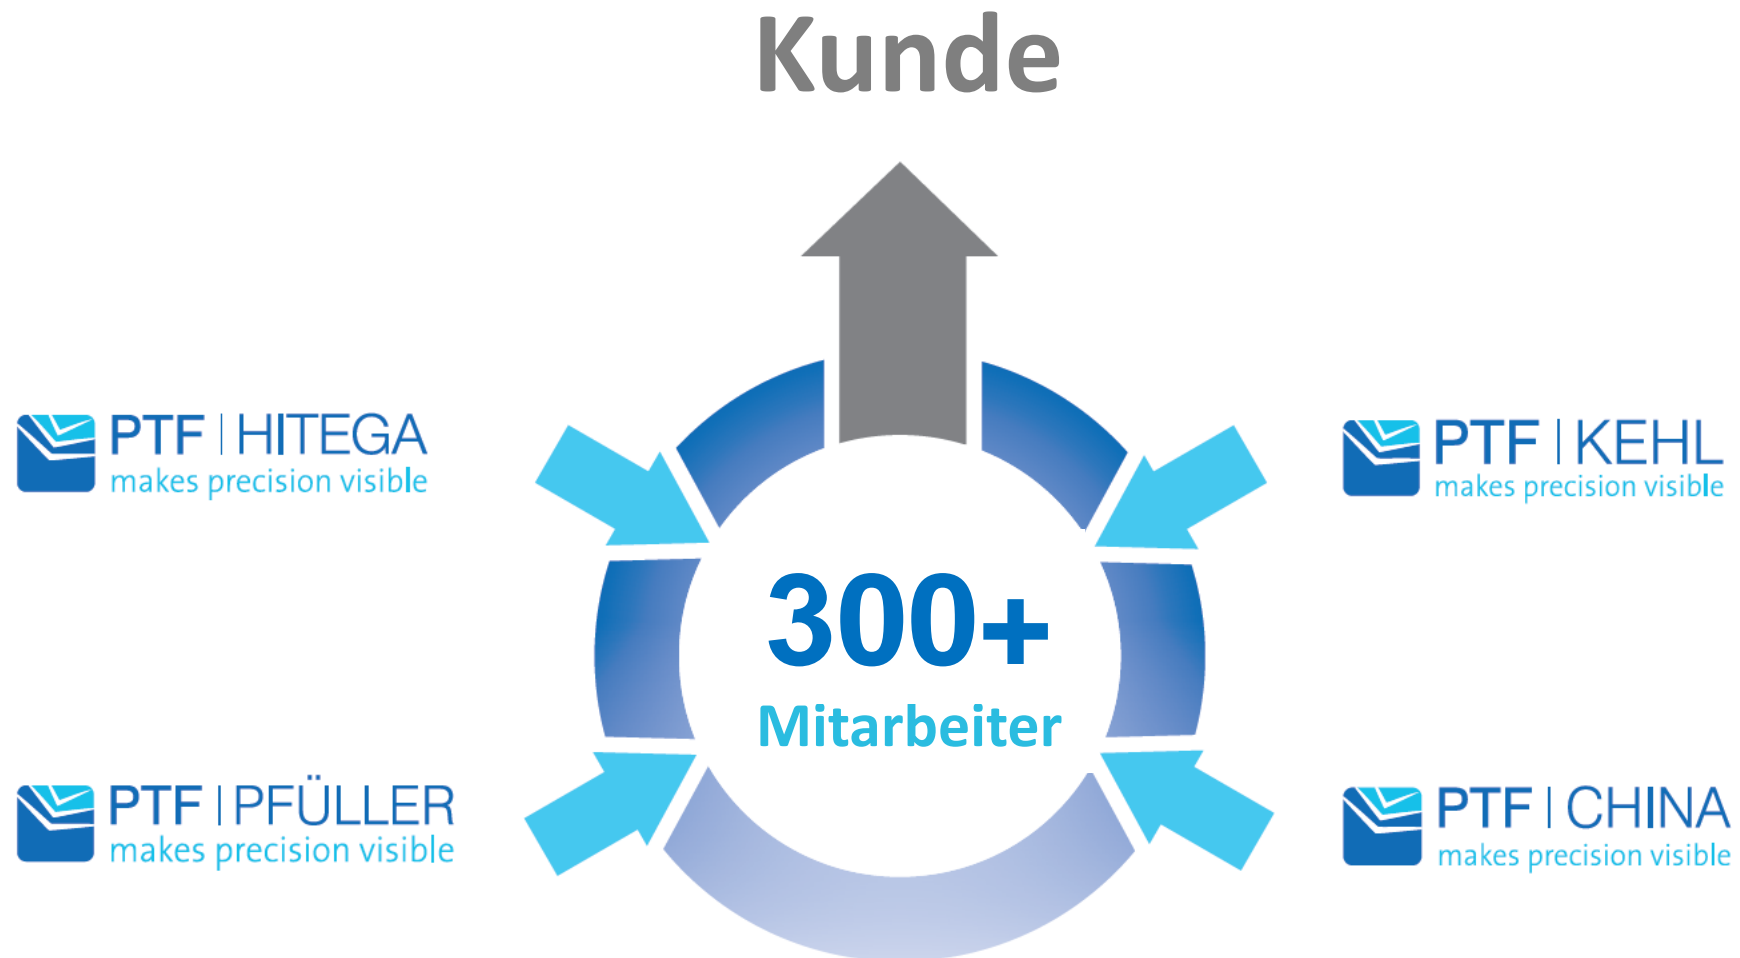 Kunde
PTF | HITEGA
makes precision visible
PTF | KEHL
makes precision visible
300+
Mitarbeiter
PTF | PFÜLLER
makes precision visible
PTF | CHINA
makes precision visible